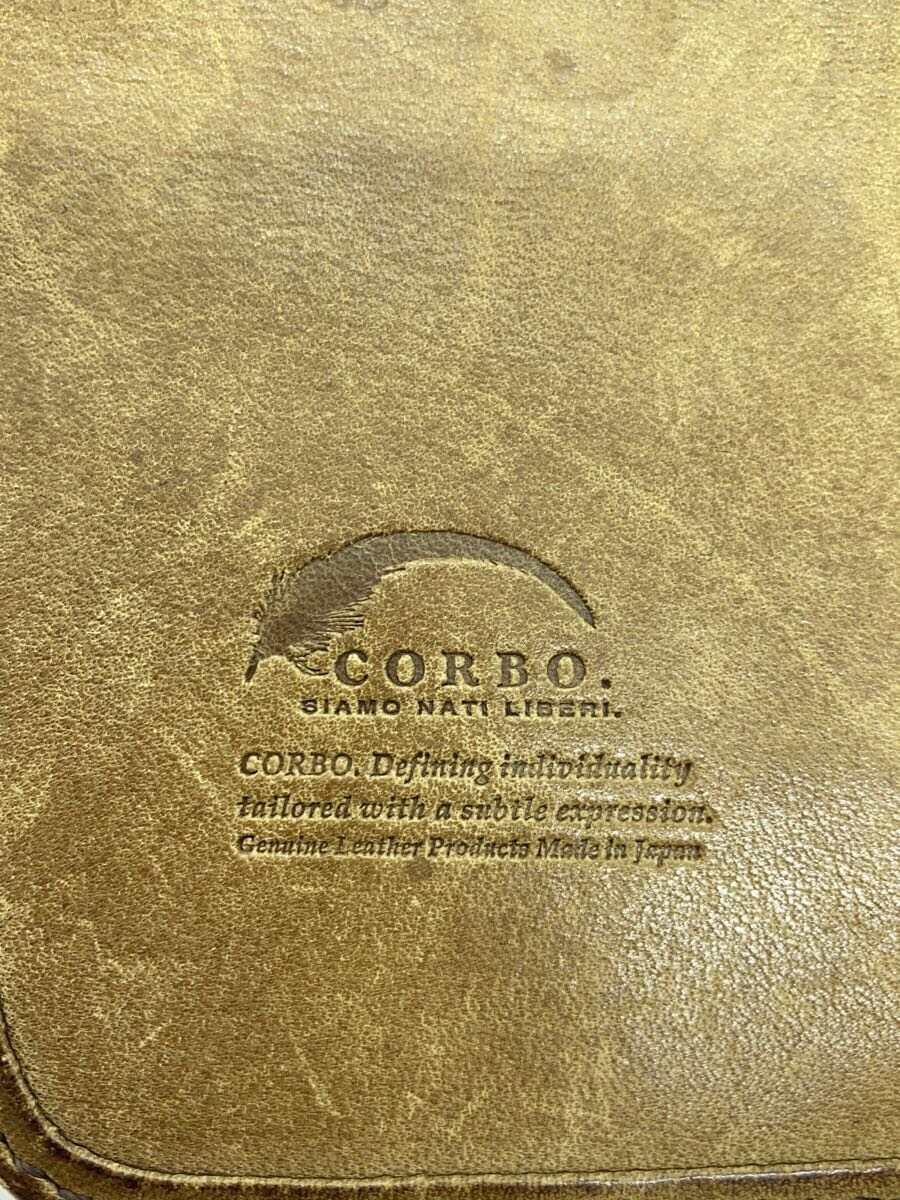 CORBO.
SIAMO NATI LIBERI.
CORBO. Defining individuality
tailored with a subtle expression.
Genuine Leather Products Made in Japan